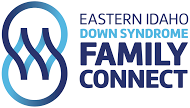 EASTERN IDAHO
DOWN SYNDROME
FAMILY
CONNECT